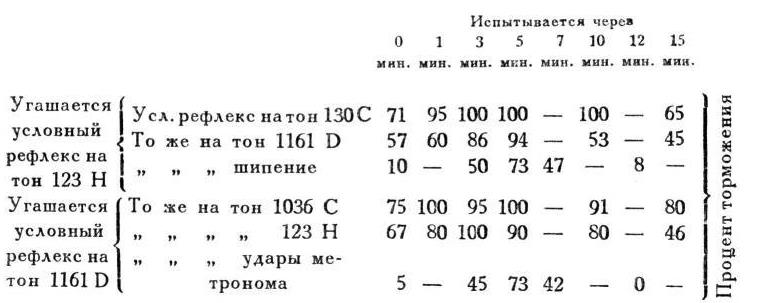 Испытывается черев
0 1 3 5 7 10 12 15
мин. мин. мин. мин. мин. мин. мин. мин.
Угашается условный рефлекс на тон 123 H
Усл. рефлекс на тон 130 C 71 95 100 100 — 100 — 65
То же на тон 1161 D 57 60 86 94 — 53 — 45
„ „ „ шипение 10 — 50 73 47 — 8 —
Угашается условный рефлекс на тон 1161 D
То же на тон 1036 C 75 100 95 100 — 91 — 80
„ „ „ „ 123 H 67 80 100 90 — 80 — 46
„ „ „ удары ме-
тронома 5 — 45 73 42 — 0 —
Процент торможения